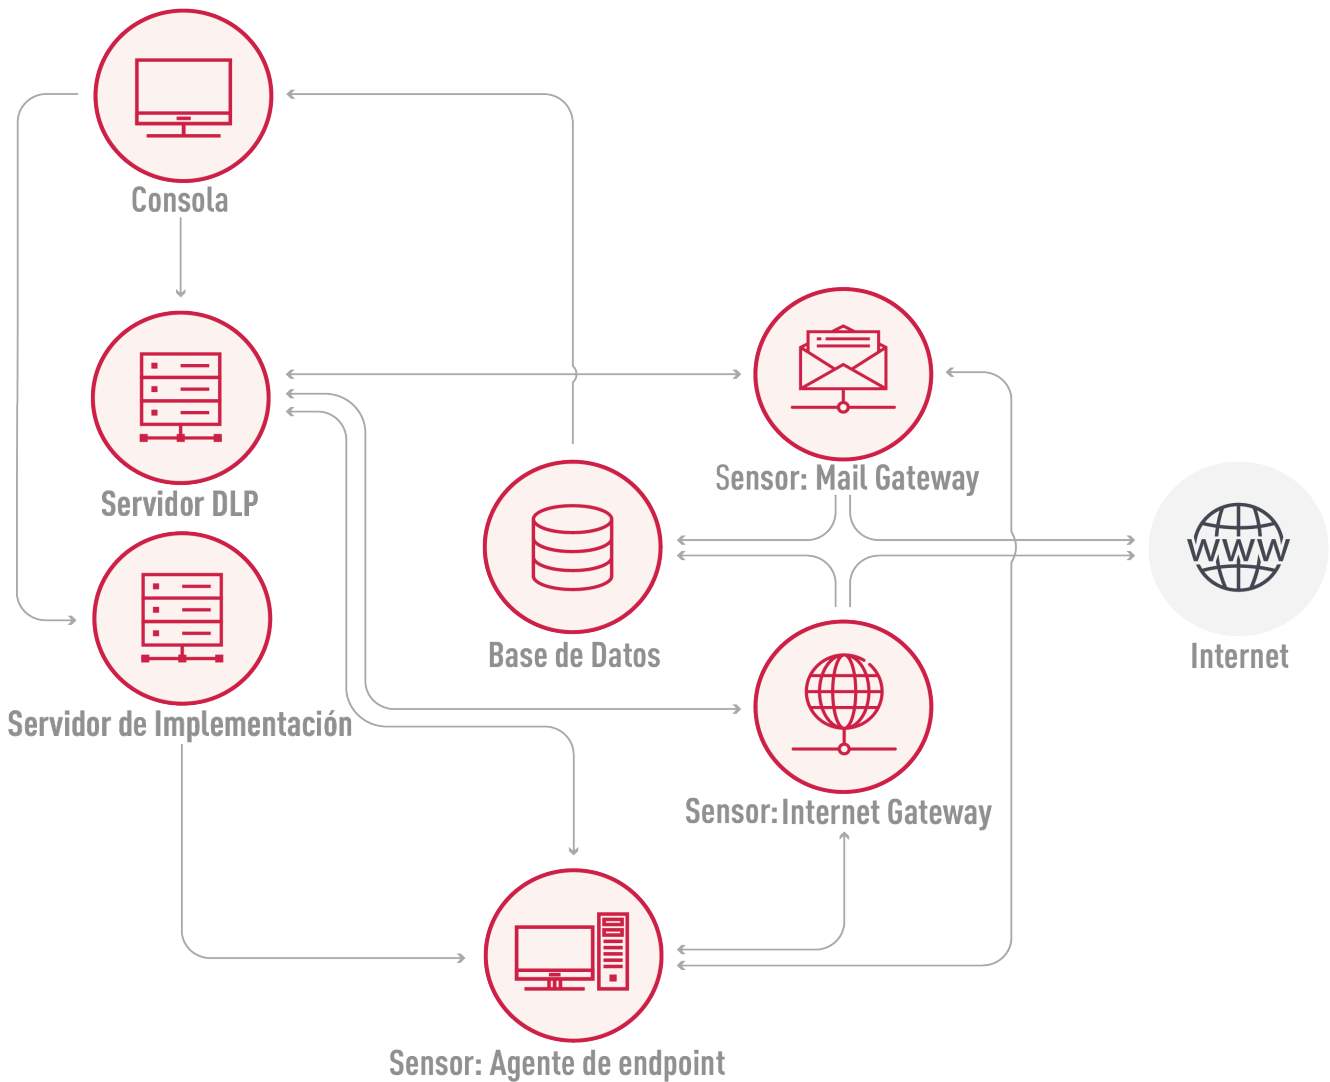 Consola
Servidor DLP
Sensor: Mail Gateway
WWW
Base de Datos
Internet
Servidor de Implementación
Sensor: Internet Gateway
Sensor: Agente de endpoint